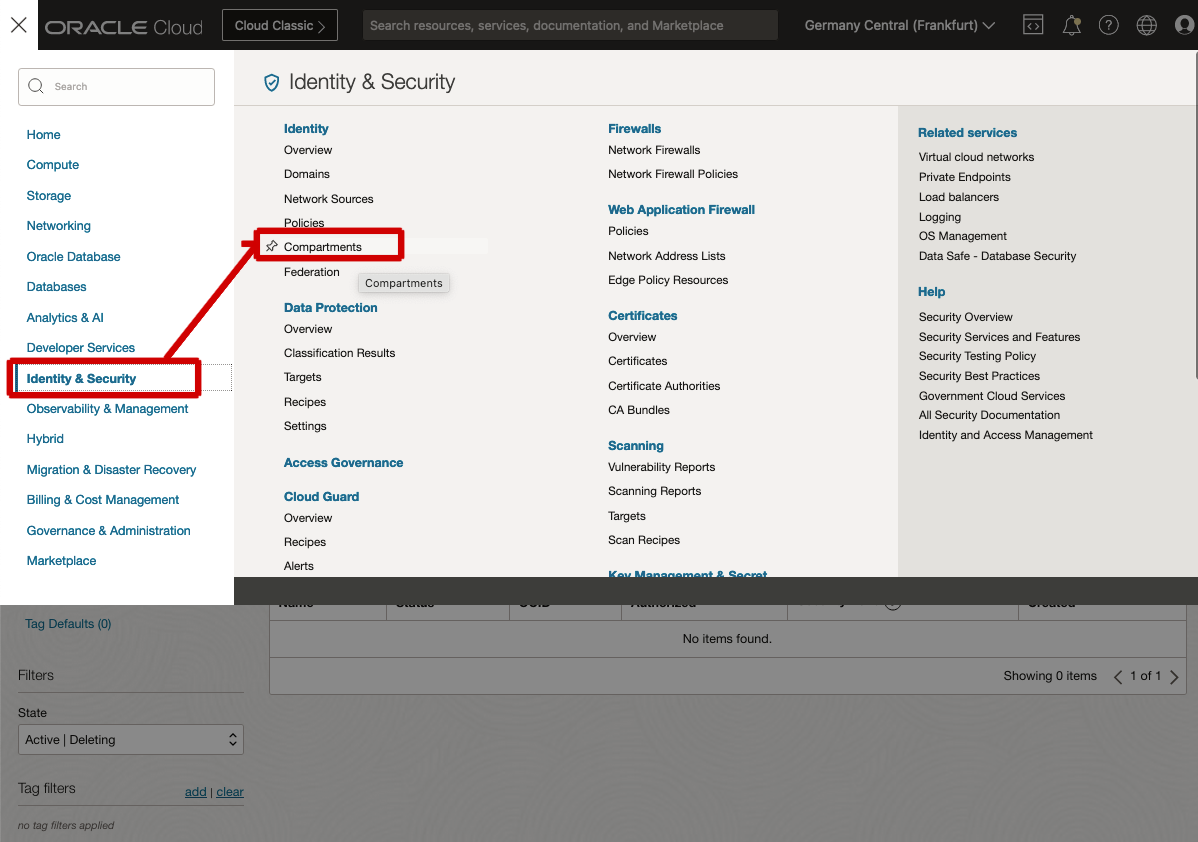 ORACLE Cloud
Cloud Classic
Search resources, services, documentation, and Marketplace
Germany Central (Frankfurt)
Search
Home
Compute
Storage
Networking
Oracle Database
Databases
Analytics & AI
Developer Services
Identity & Security
Observability & Management
Hybrid
Migration & Disaster Recovery
Billing & Cost Management
Governance & Administration
Marketplace
Identity & Security
Identity
Overview
Domains
Network Sources
Policies
Compartments
Federation
Compartments
Data Protection
Overview
Classification Results
Targets
Recipes
Settings
Access Governance
Cloud Guard
Overview
Recipes
Alerts
Firewalls
Network Firewalls
Network Firewall Policies
Web Application Firewall
Policies
Network Address Lists
Edge Policy Resources
Certificates
Overview
Certificates
Certificate Authorities
CA Bundles
Scanning
Vulnerability Reports
Scanning Reports
Targets
Scan Recipes
Key Management & Secret
Related services
Virtual cloud networks
Private Endpoints
Load balancers
Logging
OS Management
Data Safe - Database Security
Help
Security Overview
Security Services and Features
Security Testing Policy
Security Best Practices
Government Cloud Services
All Security Documentation
Identity and Access Management
Name Status OCID Authorized Created
Tag Defaults (0)
No items found.
Showing 0 items 1 of 1
Filters
State
Active | Deleting
Tag filters add | clear
no tag filters applied